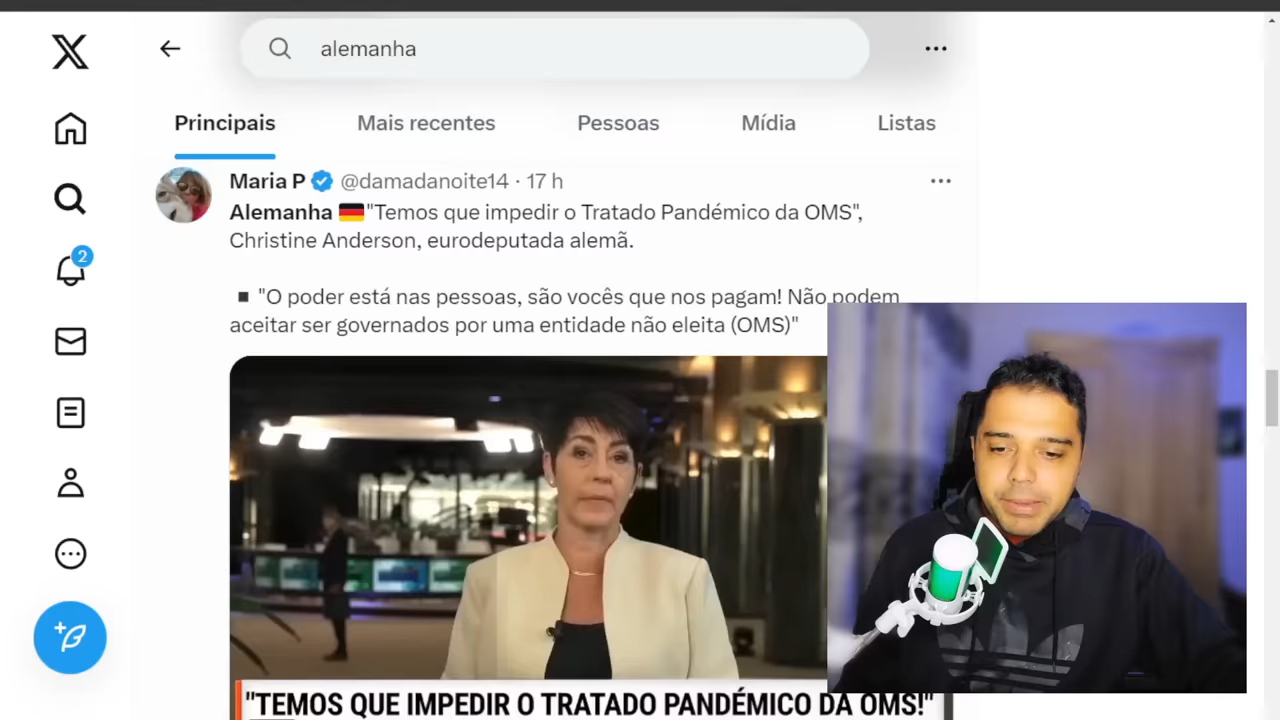 alemanha
Principais Mais recentes Pessoas Mídia Listas
Maria P @damadanoite14 · 17 h
Alemanha 🇩🇪"Temos que impedir o Tratado Pandémico da OMS",
Christine Anderson, eurodeputada alemã.
◾ "O poder está nas pessoas, são vocês que nos pagam! Não podem
aceitar ser governados por uma entidade não eleita (OMS)"
2
"TEMOS QUE IMPEDIR O TRATADO PANDÉMICO DA OMS!"